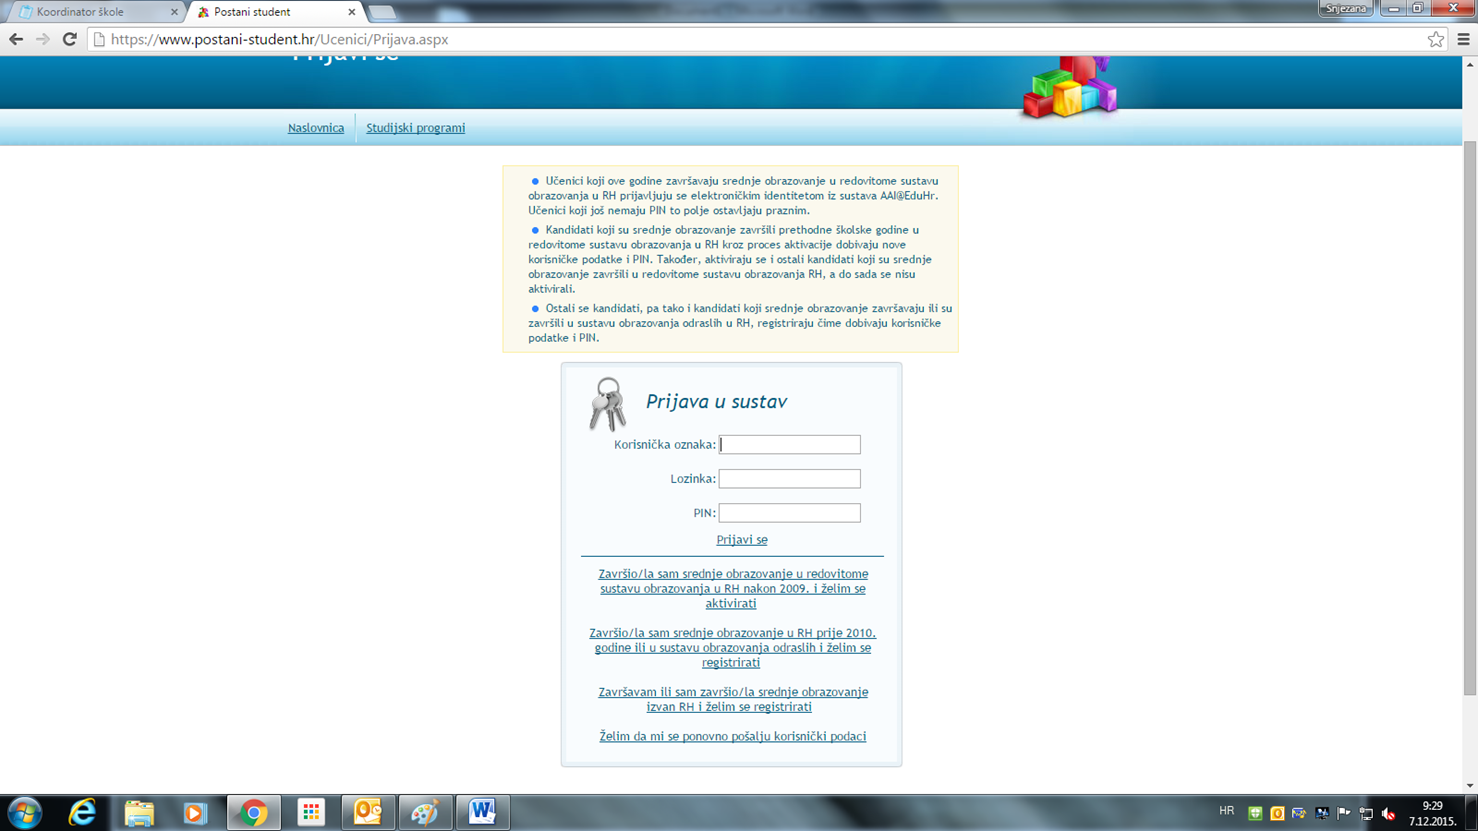 Koordinator škole
Postani student
Snjezana
https://www.postani-student.hr/Ucenici/Prijava.aspx
Prijavi se
Naslovnica
Studijski programi
Učenici koji ove godine završavaju srednje obrazovanje u redovitome sustavu
obrazovanja u RH prijavljuju se elektroničkim identitetom iz sustava AAI@EduHr.
Učenici koji još nemaju PIN to polje ostavljaju praznim.
Kandidati koji su srednje obrazovanje završili prethodne školske godine u
redovitome sustavu obrazovanja u RH kroz proces aktivacije dobivaju nove
korisničke podatke i PIN. Također, aktiviraju se i ostali kandidati koji su srednje
obrazovanje završili u redovitome sustavu obrazovanja RH, a do sada se nisu
aktivirali.
Ostali se kandidati, pa tako i kandidati koji srednje obrazovanje završavaju ili su
završili u sustavu obrazovanja odraslih u RH, registriraju čime dobivaju korisničke
podatke i PIN.
Prijava u sustav
Korisnička oznaka:
Lozinka:
PIN:
Prijavi se
Završio/la sam srednje obrazovanje u redovitome
sustavu obrazovanja u RH nakon 2009. i želim se
aktivirati
Završio/la sam srednje obrazovanje u RH prije 2010.
godine ili u sustavu obrazovanja odraslih i želim se
registrirati
Završavam ili sam završio/la srednje obrazovanje
izvan RH i želim se registrirati
Želim da mi se ponovno pošalju korisnički podaci
HR
9:29
7.12.2015.